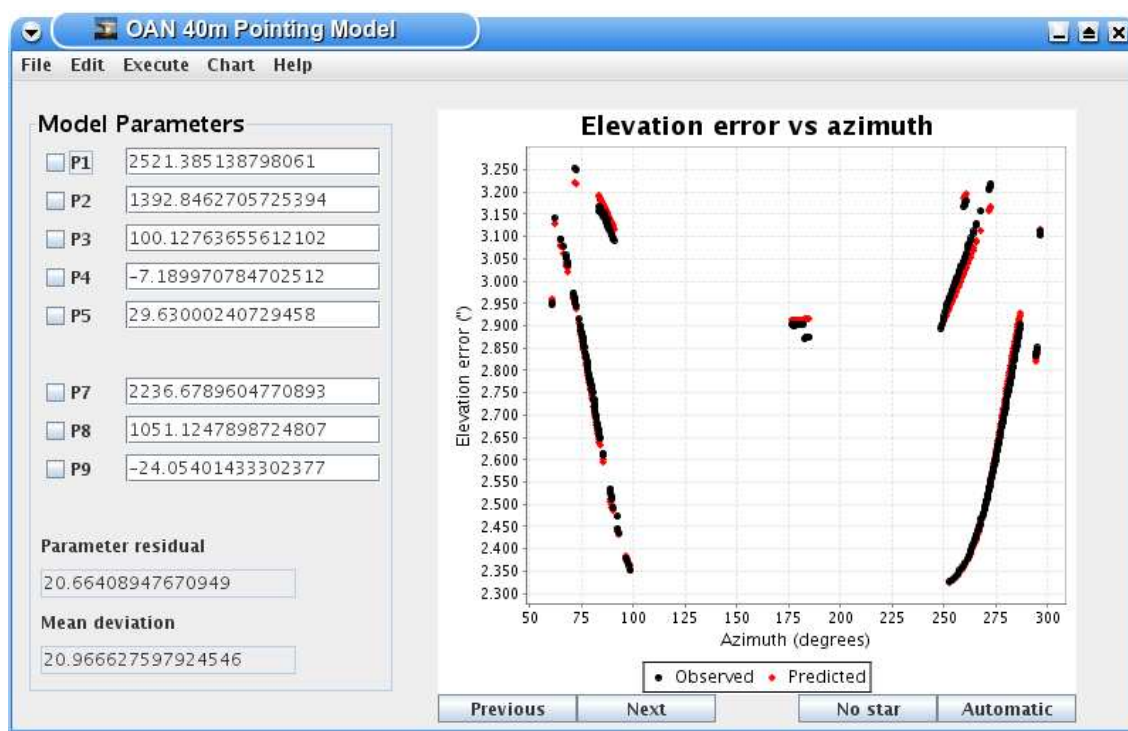 OAN 40m Pointing Model
File Edit Execute Chart Help
Model Parameters
P1 2521.385138798061
P2 1392.8462705725394
P3 100.12763655612102
P4 -7.189970784702512
P5 29.63000240729458
P7 2236.6789604770893
P8 1051.1247898724807
P9 -24.05401433302377
Parameter residual
20.66408947670949
Mean deviation
20.966627597924546
Elevation error vs azimuth
Elevation error (")
3.250
3.200
3.150
3.100
3.050
3.000
2.950
2.900
2.850
2.800
2.750
2.700
2.650
2.600
2.550
2.500
2.450
2.400
2.350
2.300
50 75 100 125 150 175 200 225 250 275 300
Azimuth (degrees)
Observed Predicted
Previous Next No star Automatic